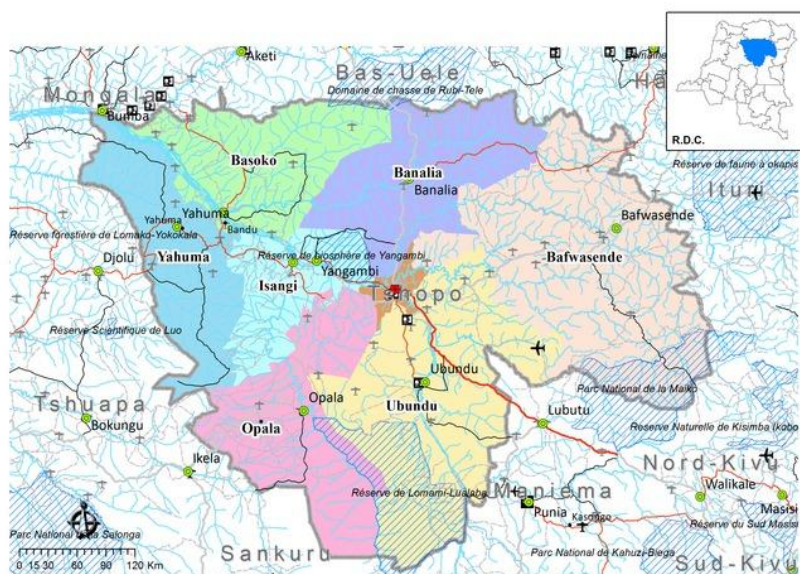 Aketi
Bas-Uele
Domaine de chasse de Rubi-Tele
R.D.C.
Mongala
Bumba
Basoko
Banalia
Banalia
Réserve de faune à okapis
Ituri
Yahuma
Yahuma
Bandu
Bafwasende
Réserve forestière de Lomako-Yokokala
Yahuma
Réserve de biosphère de Yangambi
Bafwasende
Djolu
Isangi
Yangambi
Tshopo
Réserve Scientifique de Luo
Parc National de la Maiko
Ubundu
Tshuapa
Opala
Ubundu
Lubutu
Reserve Naturelle de Kisimba (kobo
Bokungu
Opala
Ikela
Nord-Kivu
Réserve de Lomami-Lualaba
Maniema
Walikale
Masisi
Punia
Kasongo
Réserve du Sud Masisi
Sankuru
Parc National de Kahuzi-Biega
Sud-Kivu
0 15 30 60 90 120 Km